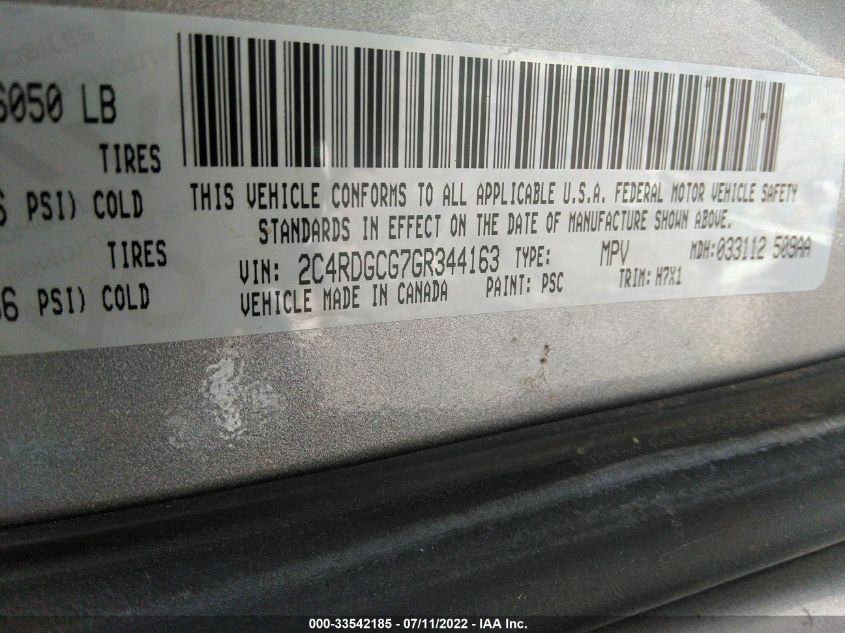 6050 LB
TIRES
PSI) COLD
TIRES
36 PSI) COLD
THIS VEHICLE CONFORMS TO ALL APPLICABLE U.S.A. FEDERAL MOTOR VEHICLE SAFETY
STANDARDS IN EFFECT ON THE DATE OF MANUFACTURE SHOWN ABOVE.
VIN: 2C4RDGCG7GR344163 TYPE: MPV MDH:033112 509AA
VEHICLE MADE IN CANADA PAINT: PSC TRIM: H7X1
000-33542185 - 07/11/2022 - IAA Inc.